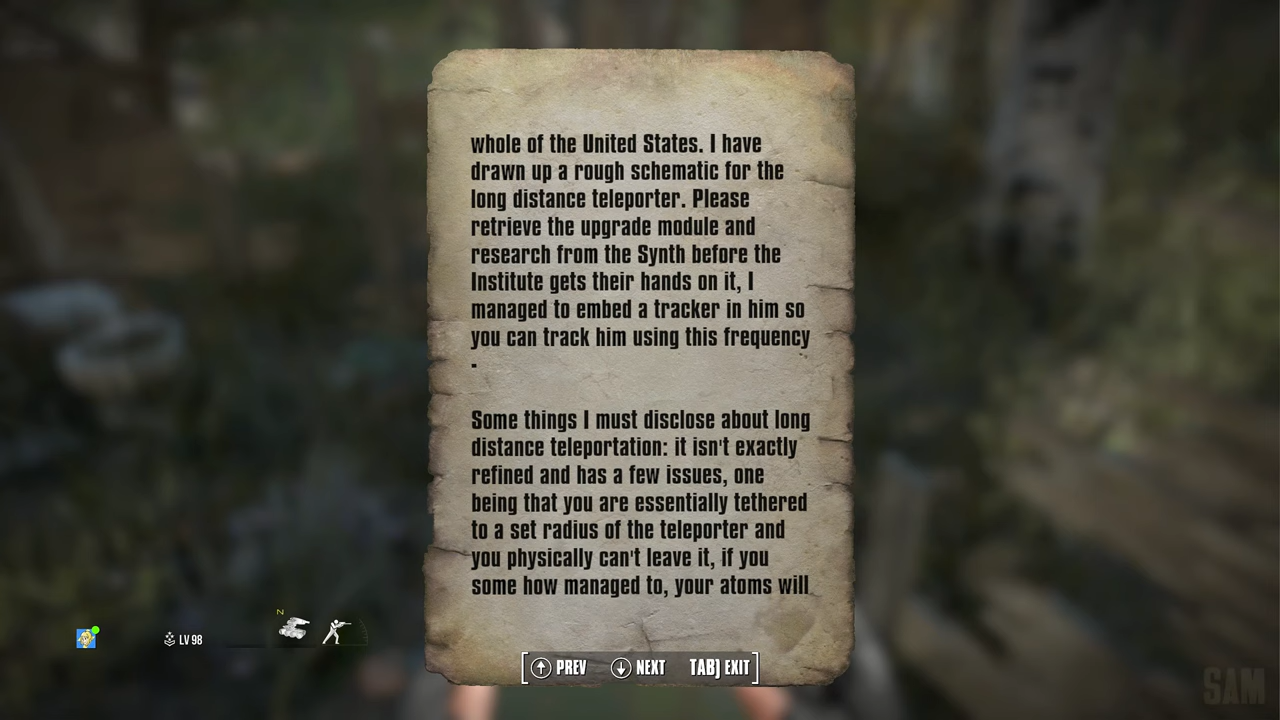 whole of the United States. I have
drawn up a rough schematic for the
long distance teleporter. Please
retrieve the upgrade module and
research from the Synth before the
Institute gets their hands on it, I
managed to embed a tracker in him so
you can track him using this frequency
.
Some things I must disclose about long
distance teleportation: it isn't exactly
refined and has a few issues, one
being that you are essentially tethered
to a set radius of the teleporter and
you physically can't leave it, if you
some how managed to, your atoms will
N
LV 98
PREV NEXT TAB) EXIT
SAM